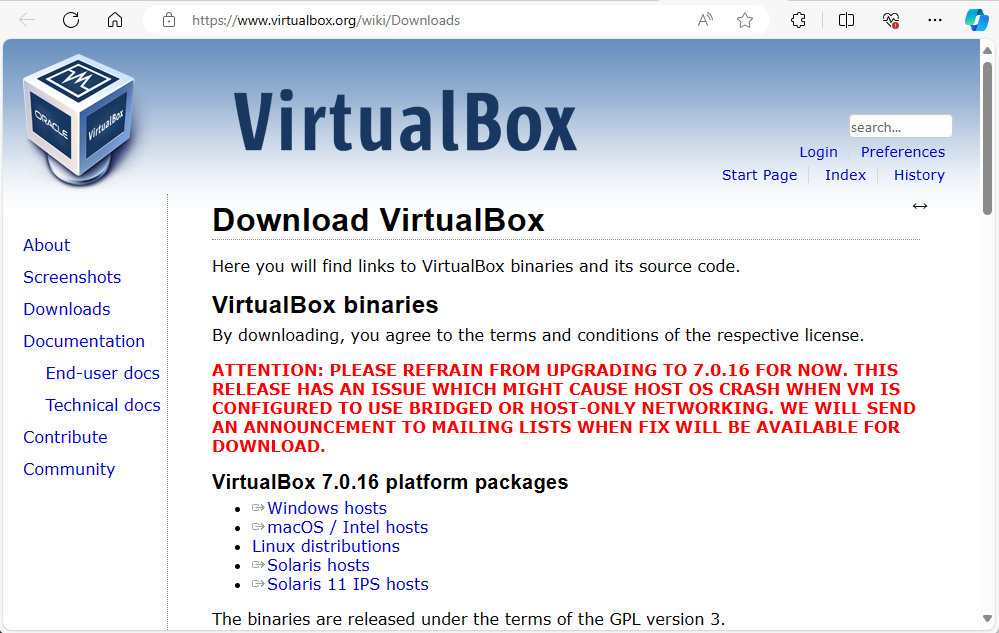 https://www.virtualbox.org/wiki/Downloads
VM
ORACLE
VirtualBox
VirtualBox
search...
Login
Preferences
Start Page
Index
History
About
Screenshots
Downloads
Documentation
End-user docs
Technical docs
Contribute
Community
Download VirtualBox
Here you will find links to VirtualBox binaries and its source code.
VirtualBox binaries
By downloading, you agree to the terms and conditions of the respective license.
ATTENTION: PLEASE REFRAIN FROM UPGRADING TO 7.0.16 FOR NOW. THIS
RELEASE HAS AN ISSUE WHICH MIGHT CAUSE HOST OS CRASH WHEN VM IS
CONFIGURED TO USE BRIDGED OR HOST-ONLY NETWORKING. WE WILL SEND
AN ANNOUNCEMENT TO MAILING LISTS WHEN FIX WILL BE AVAILABLE FOR
DOWNLOAD.
VirtualBox 7.0.16 platform packages
Windows hosts
macOS / Intel hosts
Linux distributions
Solaris hosts
Solaris 11 IPS hosts
The binaries are released under the terms of the GPL version 3.